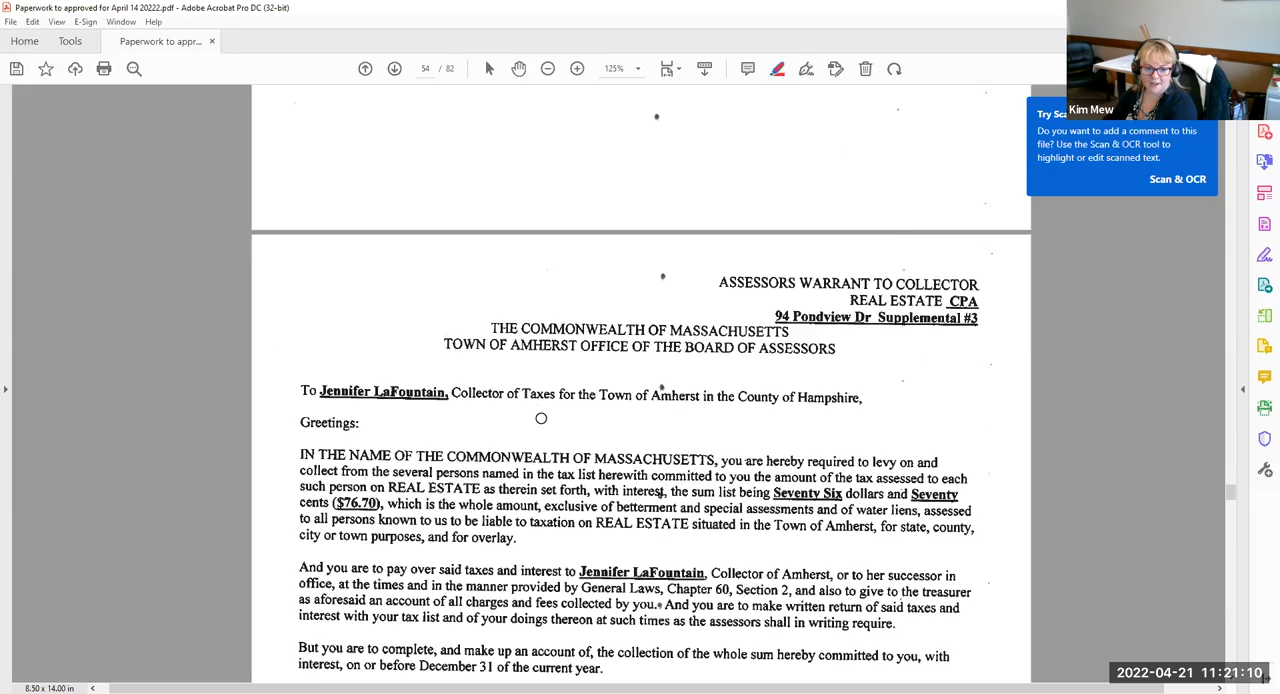 Paperwork to approved for April 14 20222.pdf - Adobe Acrobat Pro DC (32-bit)
File Edit View E-Sign Window Help
Home Tools Paperwork to appr... ×
54 / 82 125%
Kim Mew
Try Sca
Do you want to add a comment to this
file? Use the Scan & OCR tool to
highlight or edit scanned text.
Scan & OCR
ASSESSORS WARRANT TO COLLECTOR
REAL ESTATE CPA
94 Pondview Dr Supplemental #3
THE COMMONWEALTH OF MASSACHUSETTS
TOWN OF AMHERST OFFICE OF THE BOARD OF ASSESSORS
To Jennifer LaFountain, Collector of Taxes for the Town of Amherst in the County of Hampshire,
Greetings:
IN THE NAME OF THE COMMONWEALTH OF MASSACHUSETTS, you are hereby required to levy on and
collect from the several persons named in the tax list herewith committed to you the amount of the tax assessed to each
such person on REAL ESTATE as therein set forth, with interest, the sum list being Seventy Six dollars and Seventy
cents ($76.70), which is the whole amount, exclusive of betterment and special assessments and of water liens, assessed
to all persons known to us to be liable to taxation on REAL ESTATE situated in the Town of Amherst, for state, county,
city or town purposes, and for overlay.
And you are to pay over said taxes and interest to Jennifer LaFountain, Collector of Amherst, or to her successor in
office, at the times and in the manner provided by General Laws, Chapter 60, Section 2, and also to give to the treasurer
as aforesaid an account of all charges and fees collected by you. And you are to make written return of said taxes and
interest with your tax list and of your doings thereon at such times as the assessors shall in writing require.
But you are to complete, and make up an account of, the collection of the whole sum hereby committed to you, with
interest, on or before December 31 of the current year.
2022-04-21 11:21:10
8.50 x 14.00 in